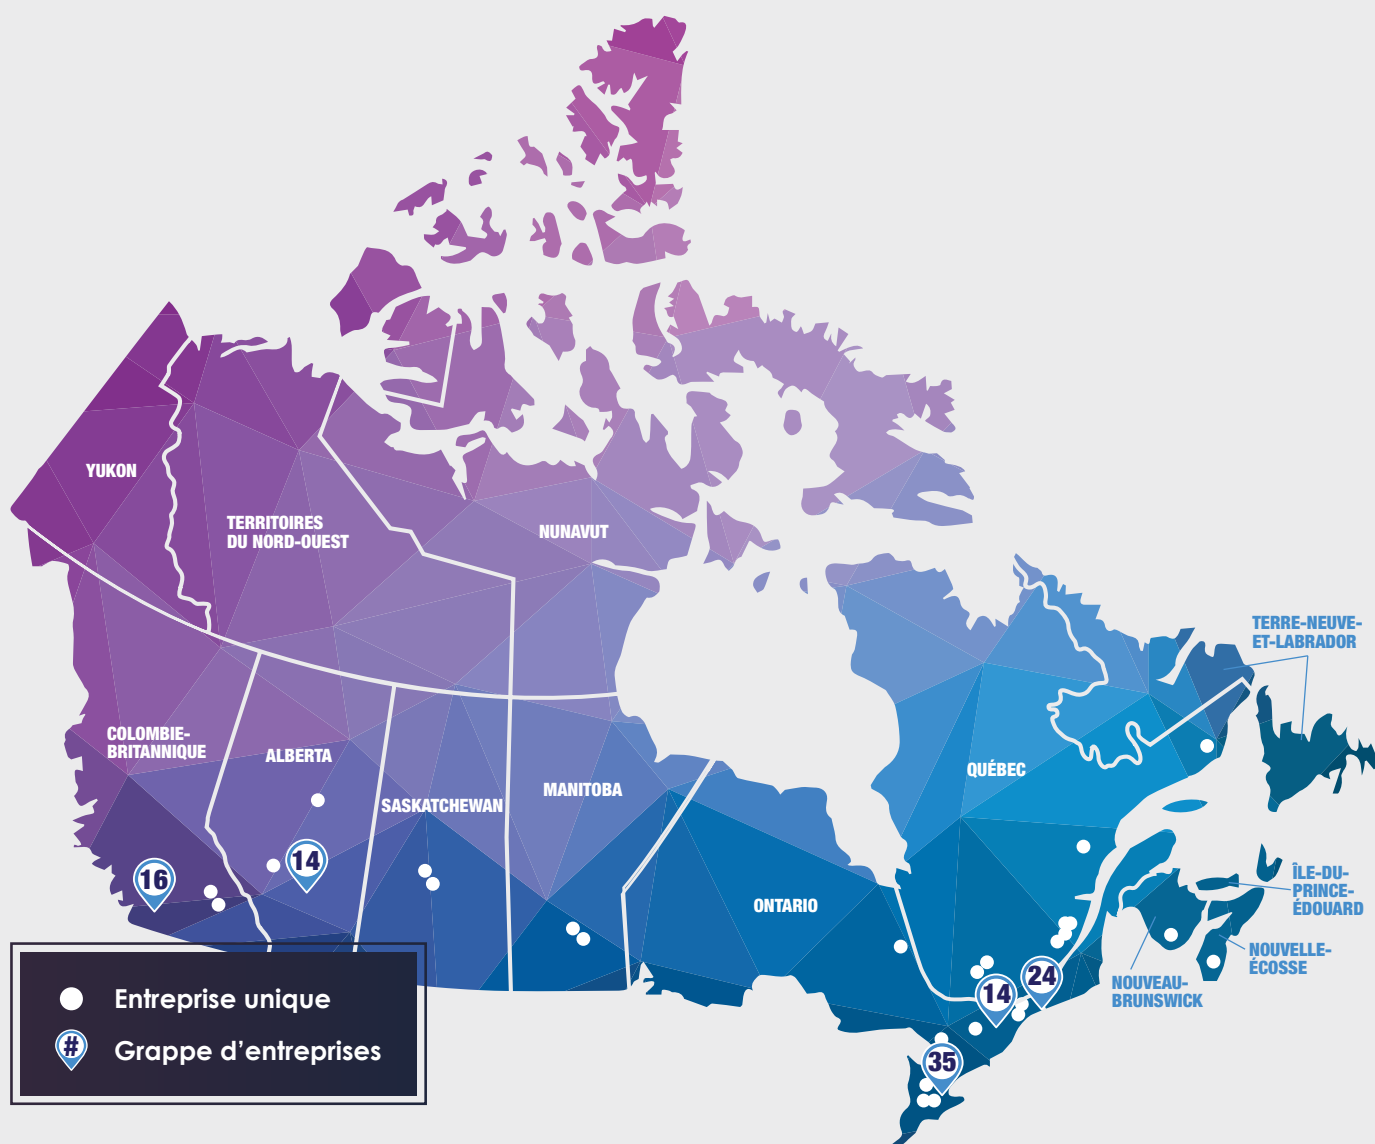 YUKON
TERRITOIRES
DU NORD-OUEST
NUNAVUT
TERRE-NEUVE-
ET-LABRADOR
COLOMBIE-
BRITANNIQUE
ALBERTA
SASKATCHEWAN
MANITOBA
QUÉBEC
ONTARIO
ÎLE-DU-
PRINCE-
ÉDOUARD
NOUVELLE-
ÉCOSSE
NOUVEAU-
BRUNSWICK
16
14
24
14
35
Entreprise unique
# Grappe d'entreprises